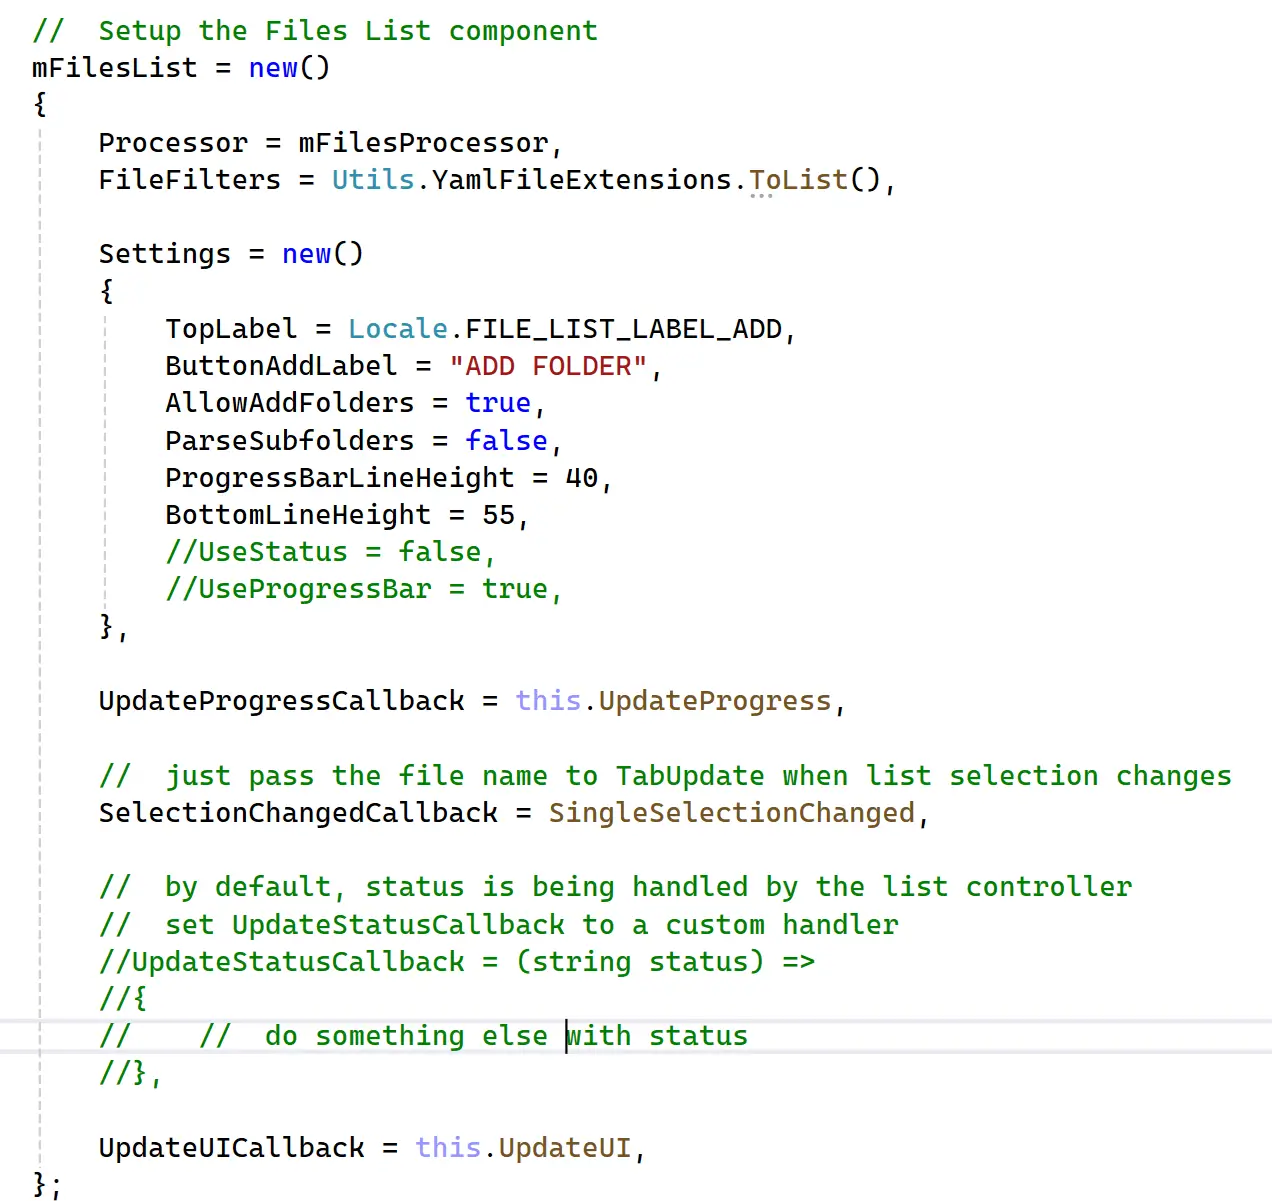 //  Setup the Files List component
mFilesList = new()
{
    Processor = mFilesProcessor,
    FileFilters = Utils.YamlFileExtensions.ToList(),

    Settings = new()
    {
        TopLabel = Locale.FILE_LIST_LABEL_ADD,
        ButtonAddLabel = "ADD FOLDER",
        AllowAddFolders = true,
        ParseSubfolders = false,
        ProgressBarLineHeight = 40,
        BottomLineHeight = 55,
        //UseStatus = false,
        //UseProgressBar = true,
    },

    UpdateProgressCallback = this.UpdateProgress,

    //  just pass the file name to TabUpdate when list selection changes
    SelectionChangedCallback = SingleSelectionChanged,

    //  by default, status is being handled by the list controller
    //  set UpdateStatusCallback to a custom handler
    //UpdateStatusCallback = (string status) =>
    //{
    //    //  do something else with status
    //},

    UpdateUICallback = this.UpdateUI,
};